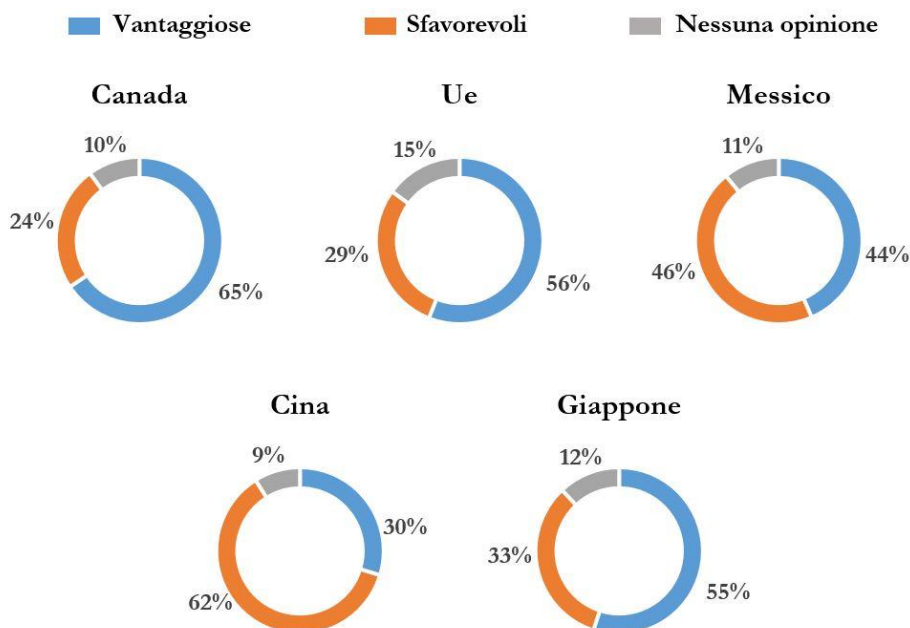 Vantaggiose Sfavorevoli Nessuna opinione
Canada Ue Messico
10% 15% 11%
24% 29% 46% 44%
65% 56%
Cina Giappone
9% 12%
30% 33%
62% 55%